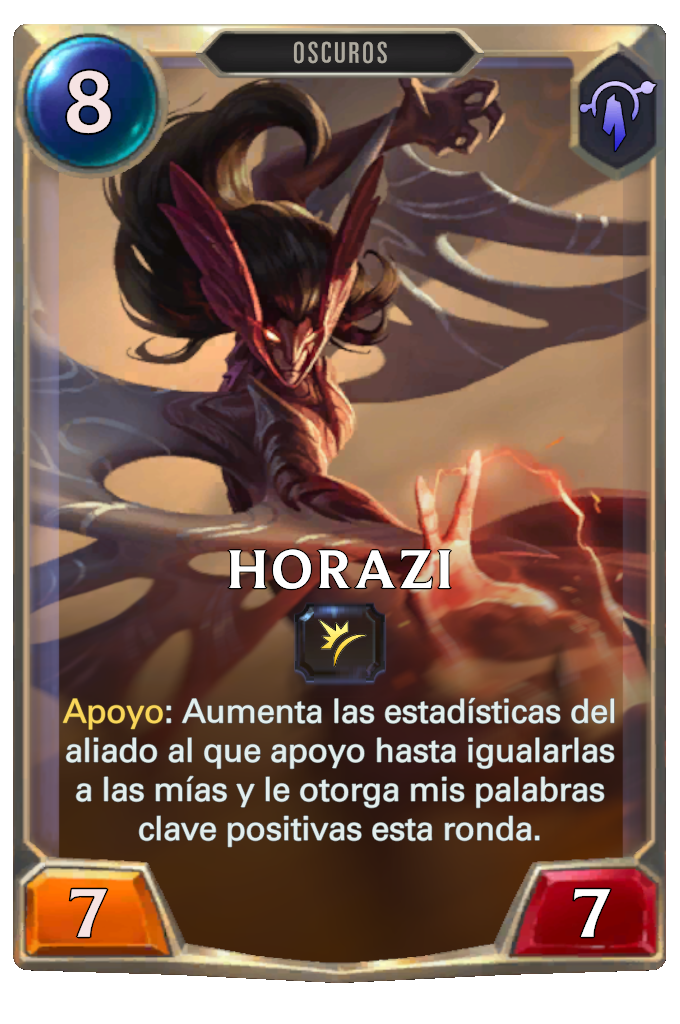 OSCUROS
8
HORAZI
Apoyo: Aumenta las estadísticas del
aliado al que apoyo hasta igualarlas
a las mías y le otorga mis palabras
clave positivas esta ronda.
7
7